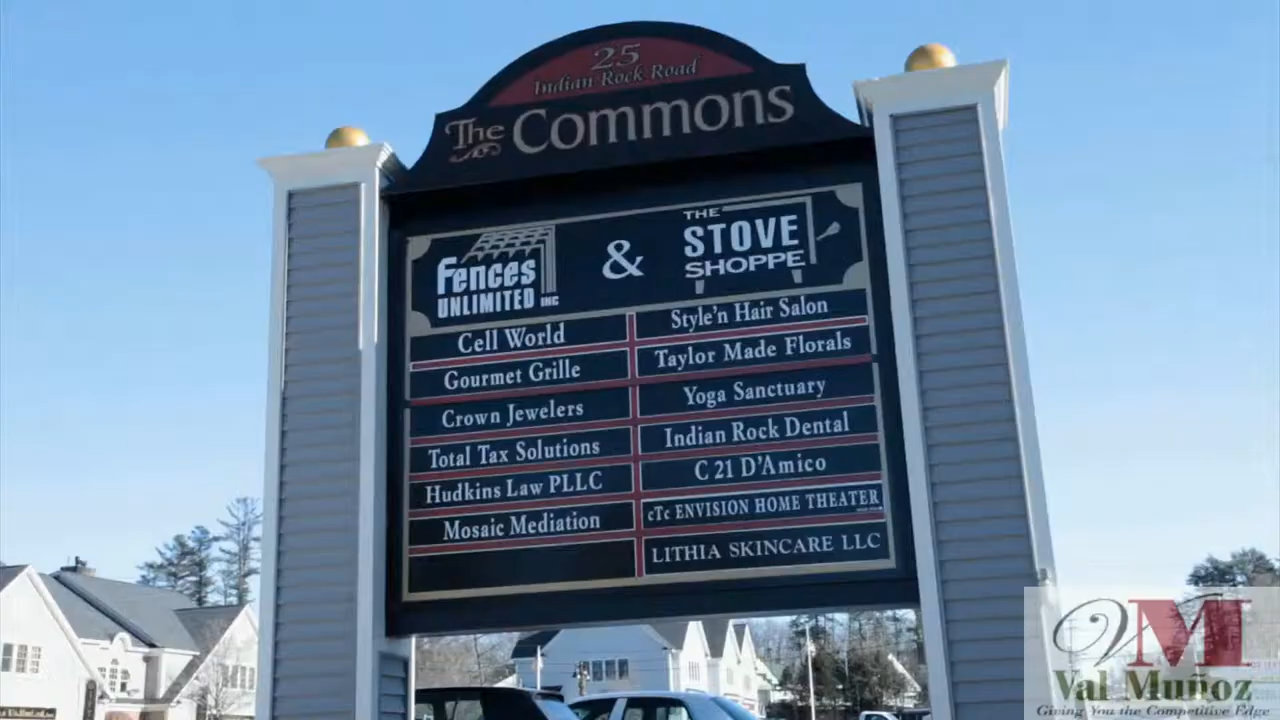 25
Indian Rock Road
The Commons
Fences
UNLIMITED INC
&
THE
STOVE
SHOPPE
Cell World
Style'n Hair Salon
Gourmet Grille
Taylor Made Florals
Crown Jewelers
Yoga Sanctuary
Total Tax Solutions
Indian Rock Dental
Hudkins Law PLLC
C 21 D'Amico
Mosaic Mediation
cTc ENVISION HOME THEATER
LITHIA SKINCARE LLC
VM
Val Muñoz
Giving You the Competitive Edge